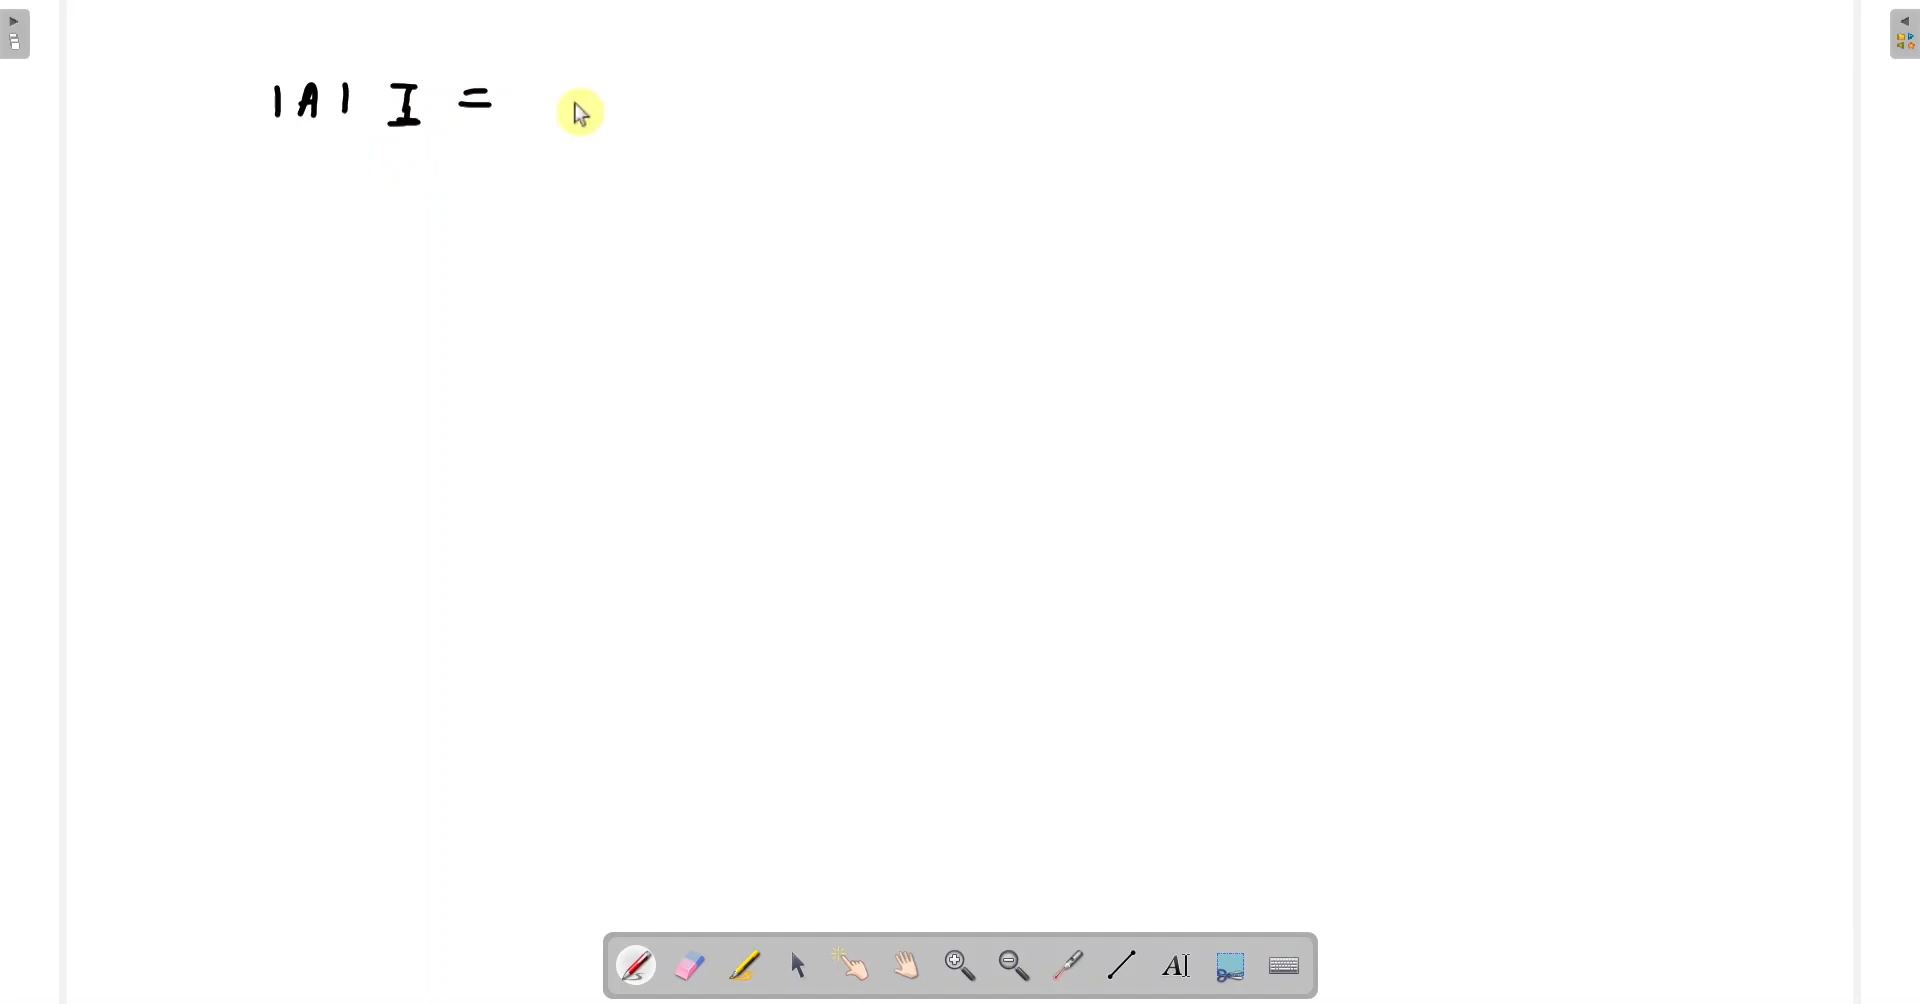 |A| I =